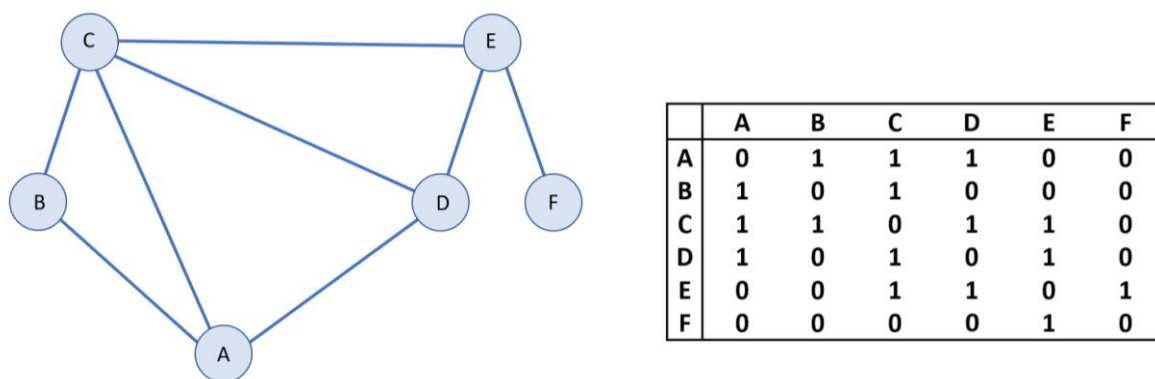 C
E
B
D
F
A
A B C D E F
A 0 1 1 1 0 0
B 1 0 1 0 0 0
C 1 1 0 1 1 0
D 1 0 1 0 1 0
E 0 0 1 1 0 1
F 0 0 0 0 1 0